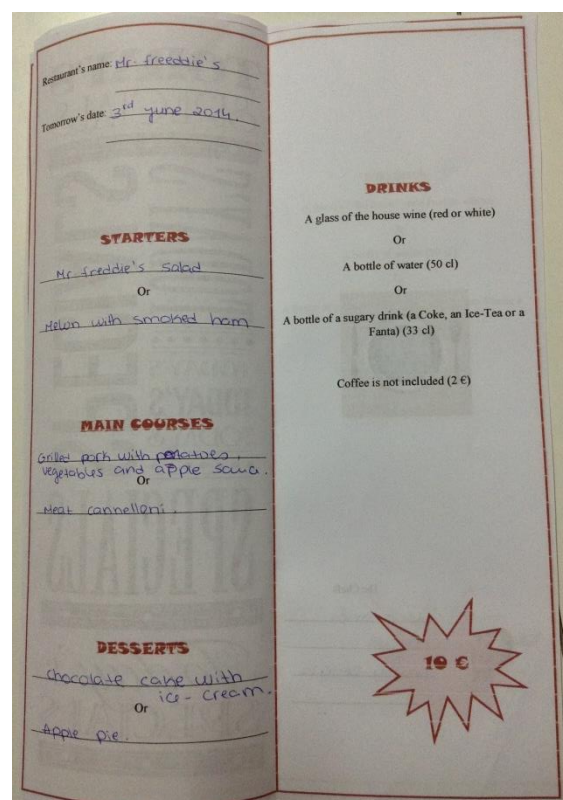 Restaurant's name: Mr. freeddie's
Tomorrow's date: 3rd june 2014.
STARTERS
Mr freddie's salad
Or
Melon with smoked ham
MAIN COURSES
Grilled pork with potatoes,
vegetables and apple sauce.
Or
Meat cannelloni.
DESSERTS
Chocolate cake with
ice-cream.
Or
Apple pie.
DRINKS
A glass of the house wine (red or white)
Or
A bottle of water (50 cl)
Or
A bottle of a sugary drink (a Coke, an Ice-Tea or a
Fanta) (33 cl)
Coffee is not included (2 €)
10 €